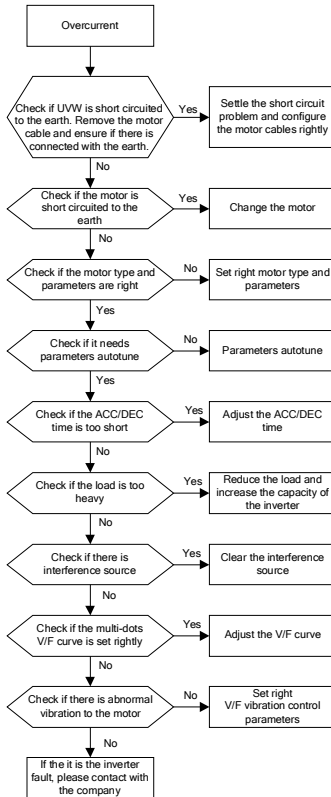 Overcurrent
Check if UVW is short circuited
to the earth. Remove the motor
cable and ensure if there is
connected with the earth.
Yes
Settle the short circuit
problem and configure
the motor cables rightly
No
Check if the motor is
short circuited to the
earth
Yes
Change the motor
No
Check if the motor type and
parameters are right
No
Set right motor type and
parameters
Yes
Check if it needs
parameters autotune
No
Parameters autotune
Yes
Check if the ACC/DEC
time is too short
Yes
Adjust the ACC/DEC
time
No
Check if the load is too
heavy
Yes
Reduce the load and
increase the capacity of
the inverter
No
Check if there is
interference source
Yes
Clear the interference
source
No
Check if the multi-dots
V/F curve is set rightly
Yes
Adjust the V/F curve
No
Check if there is abnormal
vibration to the motor
No
Set right
V/F vibration control
parameters
No
If the it is the inverter
fault, please contact with
the company